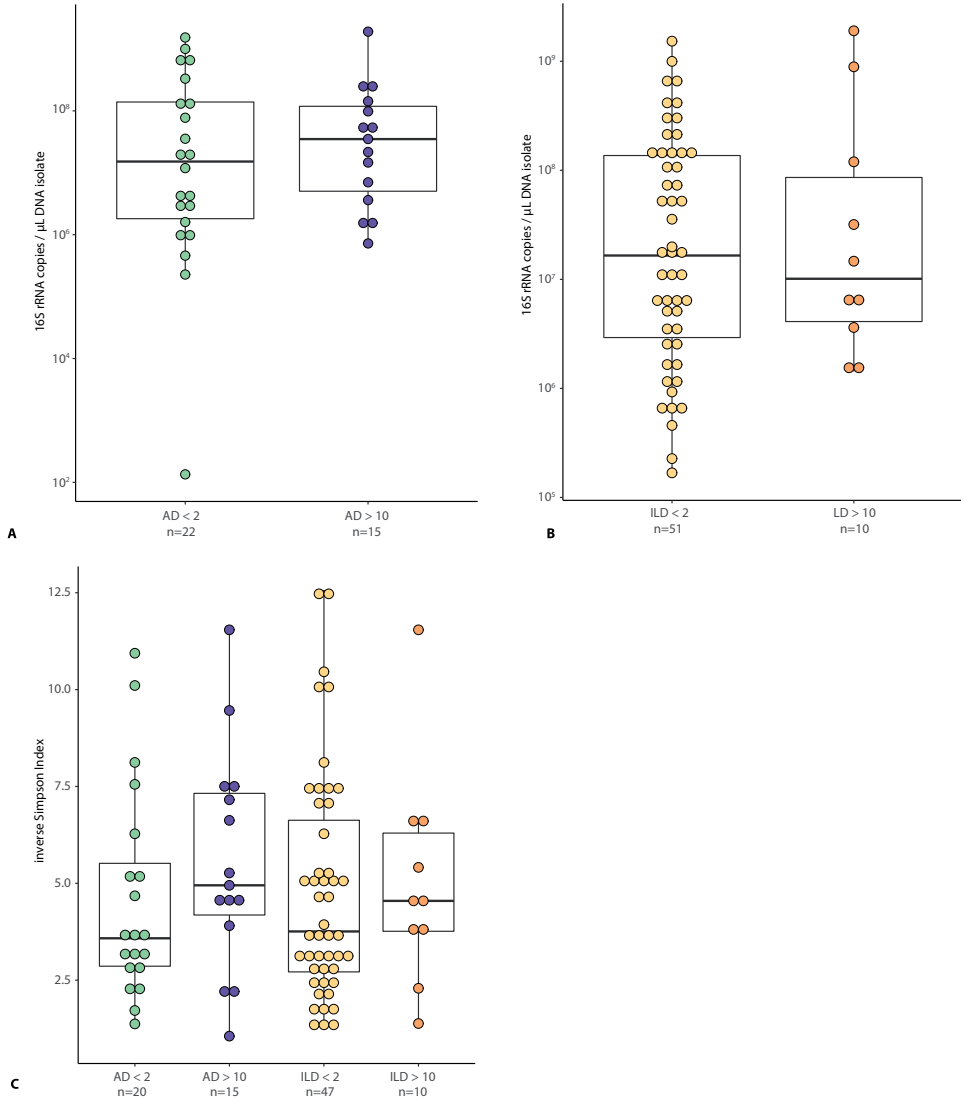 16S rRNA copies / µL DNA isolate
10⁸
10⁶
10⁴
10²
AD < 2
n=22
AD > 10
n=15
A
16S rRNA copies / µL DNA isolate
10⁹
10⁸
10⁷
10⁶
10⁵
ILD < 2
n=51
LD > 10
n=10
B
inverse Simpson Index
12.5
10.0
7.5
5.0
2.5
AD < 2
n=20
AD > 10
n=15
ILD < 2
n=47
ILD > 10
n=10
C